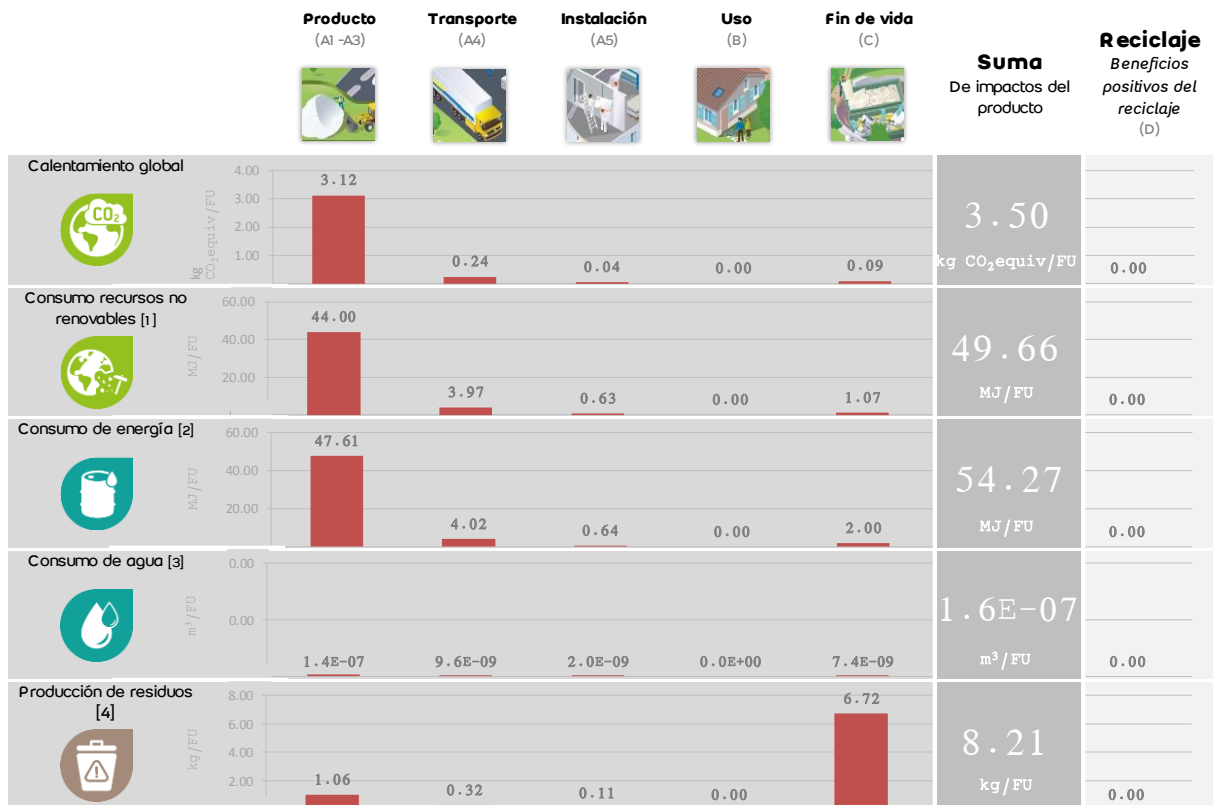 Producto
(A1 -A3)
Transporte
(A4)
Instalación
(A5)
Uso
(B)
Fin de vida
(C)
Suma
De impactos del
producto
Reciclaje
Beneficios
positivos del
reciclaje
(D)
Calentamiento global
CO₂
kg
CO₂equiv/FU
4.00
3.00
2.00
1.00
3.12
0.24
0.04
0.00
0.09
3.50
kg CO₂equiv/FU
0.00
Consumo recursos no
renovables [1]
MJ/FU
60.00
40.00
20.00
44.00
3.97
0.63
0.00
1.07
49.66
MJ/FU
0.00
Consumo de energía [2]
MJ/FU
60.00
40.00
20.00
47.61
4.02
0.64
0.00
2.00
54.27
MJ/FU
0.00
Consumo de agua [3]
m³/FU
0.00
0.00
1.4E-07
9.6E-09
2.0E-09
0.0E+00
7.4E-09
1.6E-07
m³/FU
0.00
Producción de residuos
[4]
kg/FU
8.00
6.00
4.00
2.00
1.06
0.32
0.11
0.00
6.72
8.21
kg/FU
0.00